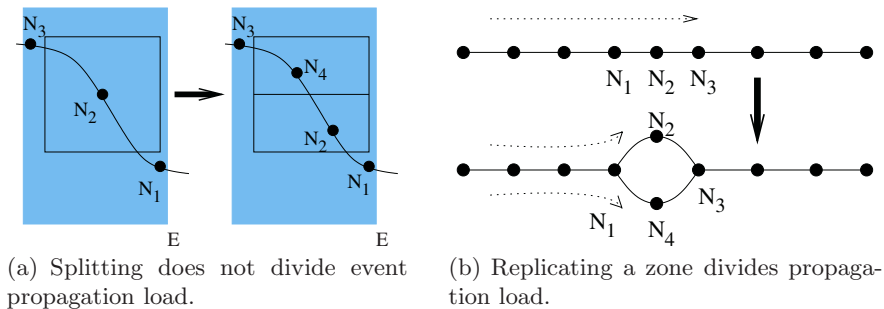 N3
N2
N1
E
N3
N4
N2
N1
E
(a) Splitting does not divide event
propagation load.
N1 N2 N3
N2
N1
N3
N4
(b) Replicating a zone divides propaga-
tion load.